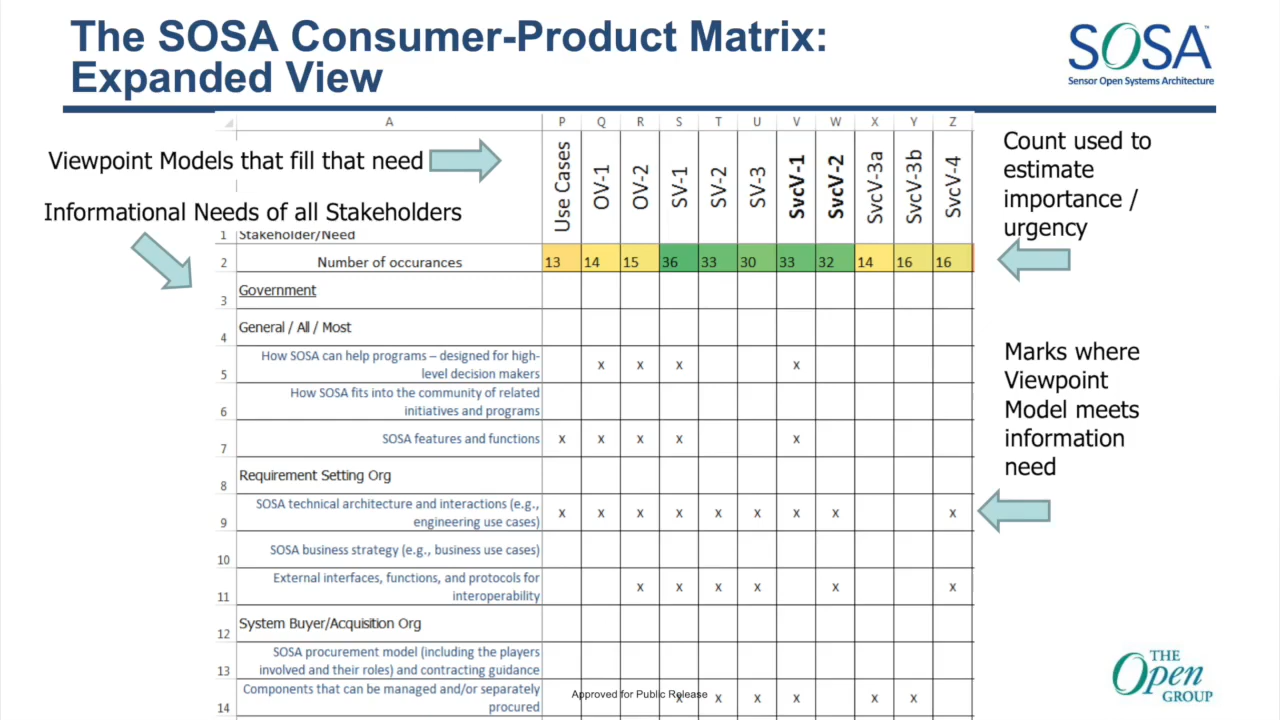 The SOSA Consumer-Product Matrix:
Expanded View
SOSA™
Sensor Open Systems Architecture
A P Q R S T U V W X Y Z
Viewpoint Models that fill that need
Informational Needs of all Stakeholders
Use Cases
OV-1
OV-2
SV-1
SV-2
SV-3
SvcV-1
SvcV-2
SvcV-3a
SvcV-3b
SvcV-4
Count used to
estimate
importance /
urgency
1 Stakeholder/Need
2 Number of occurances 13 14 15 36 33 30 33 32 14 16 16
3 Government
4 General / All / Most
How SOSA can help programs – designed for high-
5 level decision makers x x x x
How SOSA fits into the community of related
6 initiatives and programs
7 SOSA features and functions x x x x x
8 Requirement Setting Org
SOSA technical architecture and interactions (e.g.,
9 engineering use cases) x x x x x x x x x
10 SOSA business strategy (e.g., business use cases)
External interfaces, functions, and protocols for
11 interoperability x x x x x x
12 System Buyer/Acquisition Org
SOSA procurement model (including the players
13 involved and their roles) and contracting guidance
Components that can be managed and/or separately
14 procured x x x x x x
Marks where
Viewpoint
Model meets
information
need
Approved for Public Release
THE
Open
GROUP